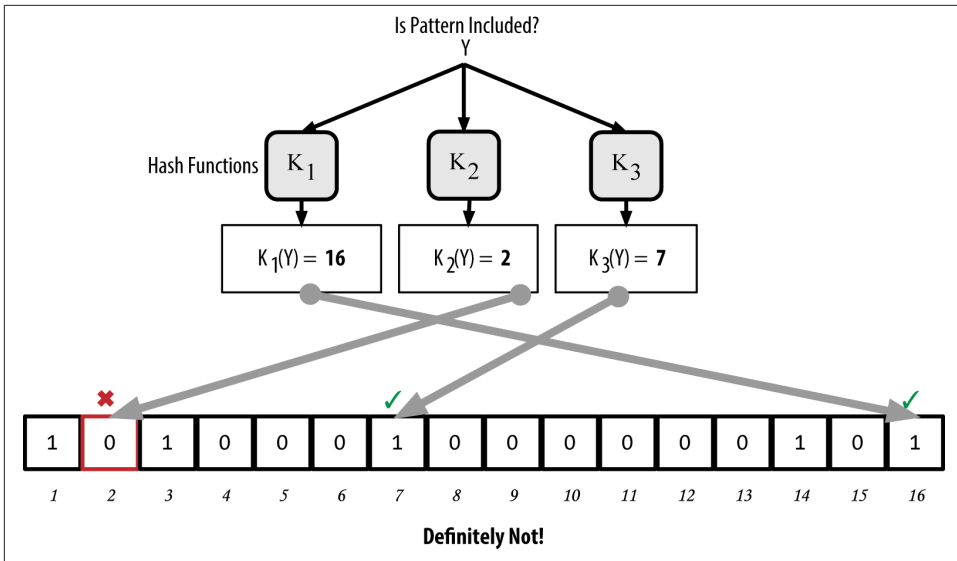 Is Pattern Included?
Y
Hash Functions K1 K2 K3
K1(Y) = 16 K2(Y) = 2 K3(Y) = 7
✖ ✓ ✓
1 0 1 0 0 0 1 0 0 0 0 0 0 1 0 1
1 2 3 4 5 6 7 8 9 10 11 12 13 14 15 16
Definitely Not!